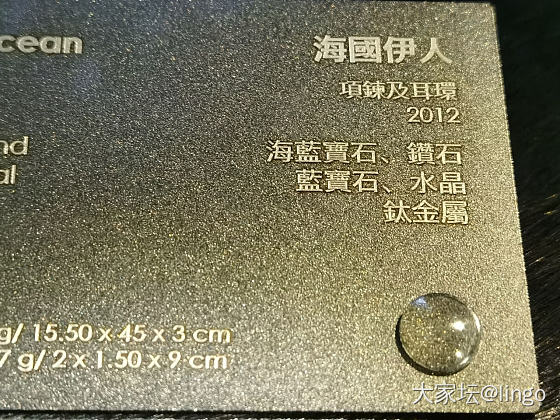 cean
海國伊人
項鍊及耳環
2012
nd
海藍寶石、鑽石
al
藍寶石、水晶
鈦金屬
g/ 15.50 x 45 x 3 cm
7 g/ 2 x 1.50 x 9 cm
大家坛@lingo